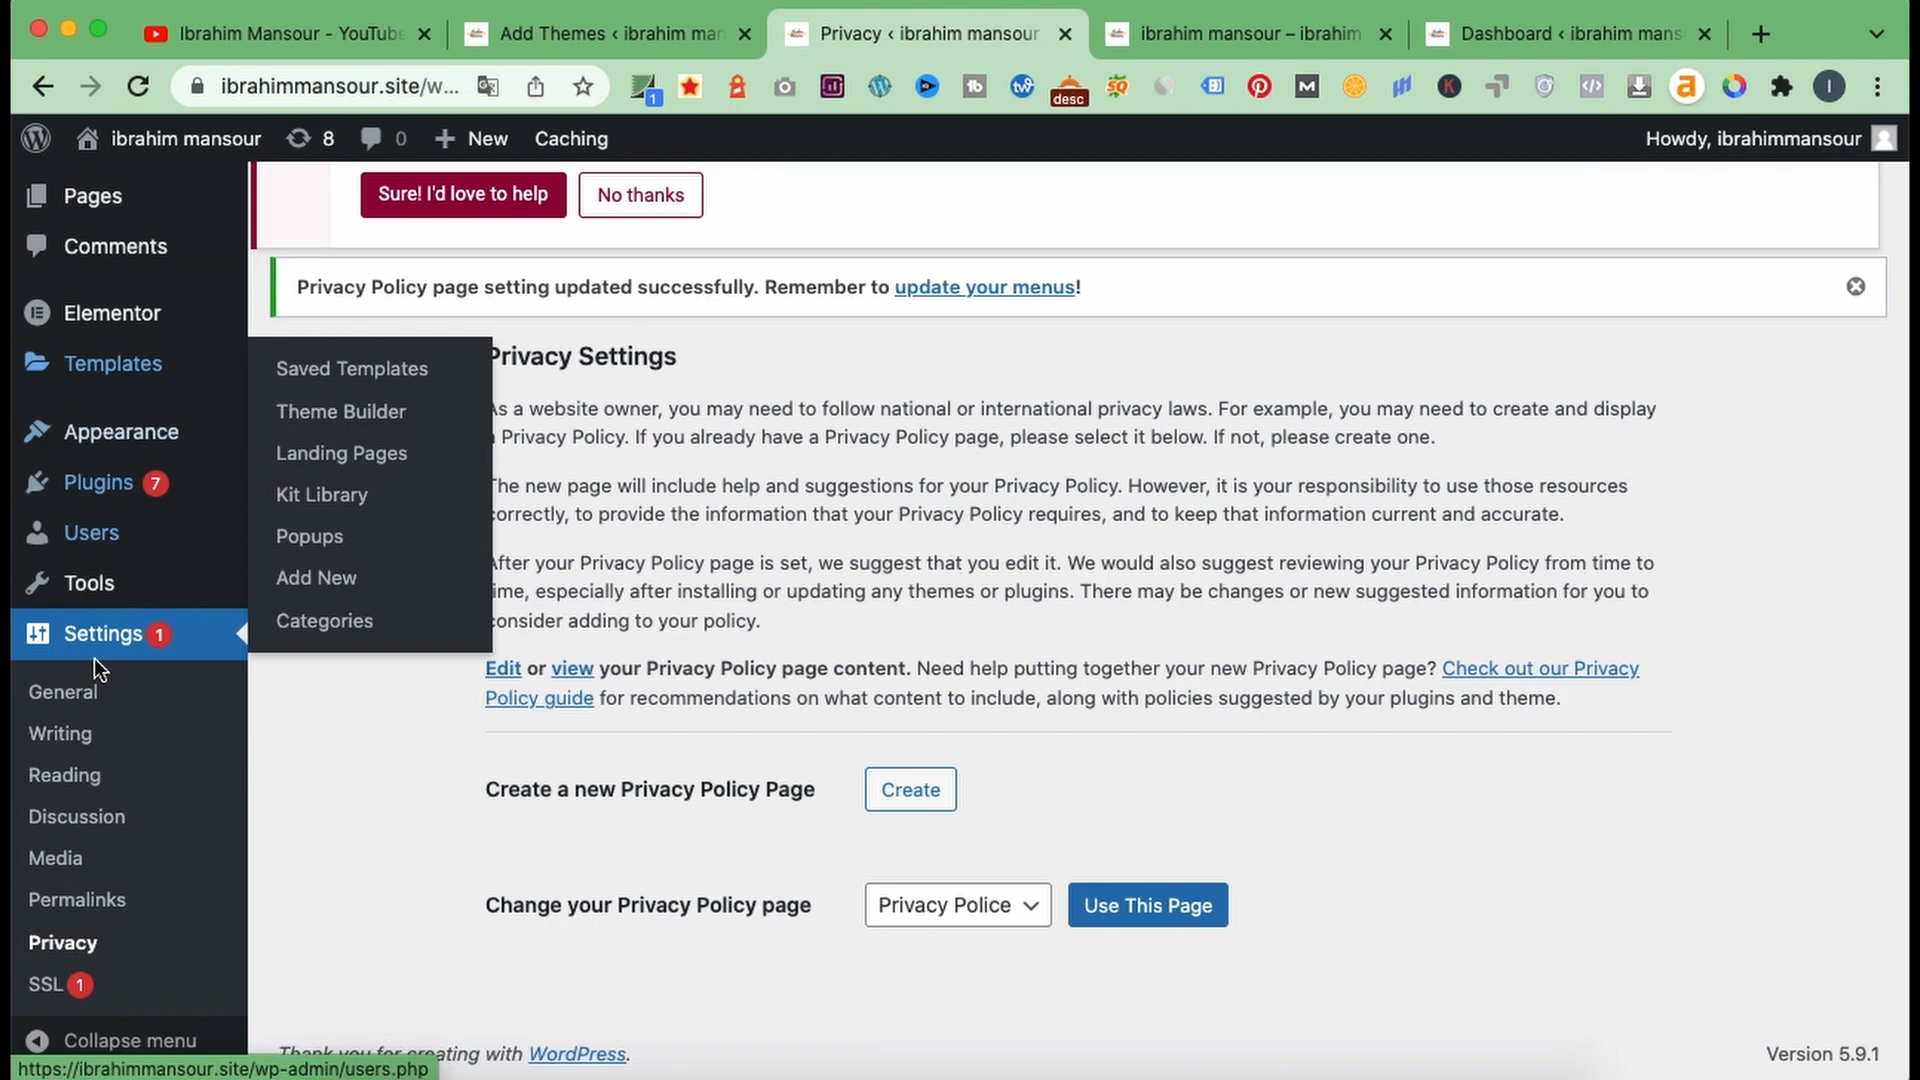 Ibrahim Mansour - YouTube
Add Themes ‹ ibrahim man
Privacy ‹ ibrahim mansour
ibrahim mansour – ibrahim
Dashboard ‹ ibrahim mans
ibrahimmansour.site/w...
1
desc
ibrahim mansour
8
0
New
Caching
Howdy, ibrahimmansour
Pages
Comments
Elementor
Templates
Appearance
Plugins 7
Users
Tools
Settings 1
General
Writing
Reading
Discussion
Media
Permalinks
Privacy
SSL 1
Collapse menu
Saved Templates
Theme Builder
Landing Pages
Kit Library
Popups
Add New
Categories
Sure! I'd love to help
No thanks
Privacy Policy page setting updated successfully. Remember to update your menus!
Privacy Settings
As a website owner, you may need to follow national or international privacy laws. For example, you may need to create and display
a Privacy Policy. If you already have a Privacy Policy page, please select it below. If not, please create one.
The new page will include help and suggestions for your Privacy Policy. However, it is your responsibility to use those resources
correctly, to provide the information that your Privacy Policy requires, and to keep that information current and accurate.
After your Privacy Policy page is set, we suggest that you edit it. We would also suggest reviewing your Privacy Policy from time to
time, especially after installing or updating any themes or plugins. There may be changes or new suggested information for you to
consider adding to your policy.
Edit or view your Privacy Policy page content. Need help putting together your new Privacy Policy page? Check out our Privacy
Policy guide for recommendations on what content to include, along with policies suggested by your plugins and theme.
Create a new Privacy Policy Page
Create
Change your Privacy Policy page
Privacy Police
Use This Page
Thank you for creating with WordPress.
Version 5.9.1
https://ibrahimmansour.site/wp-admin/users.php